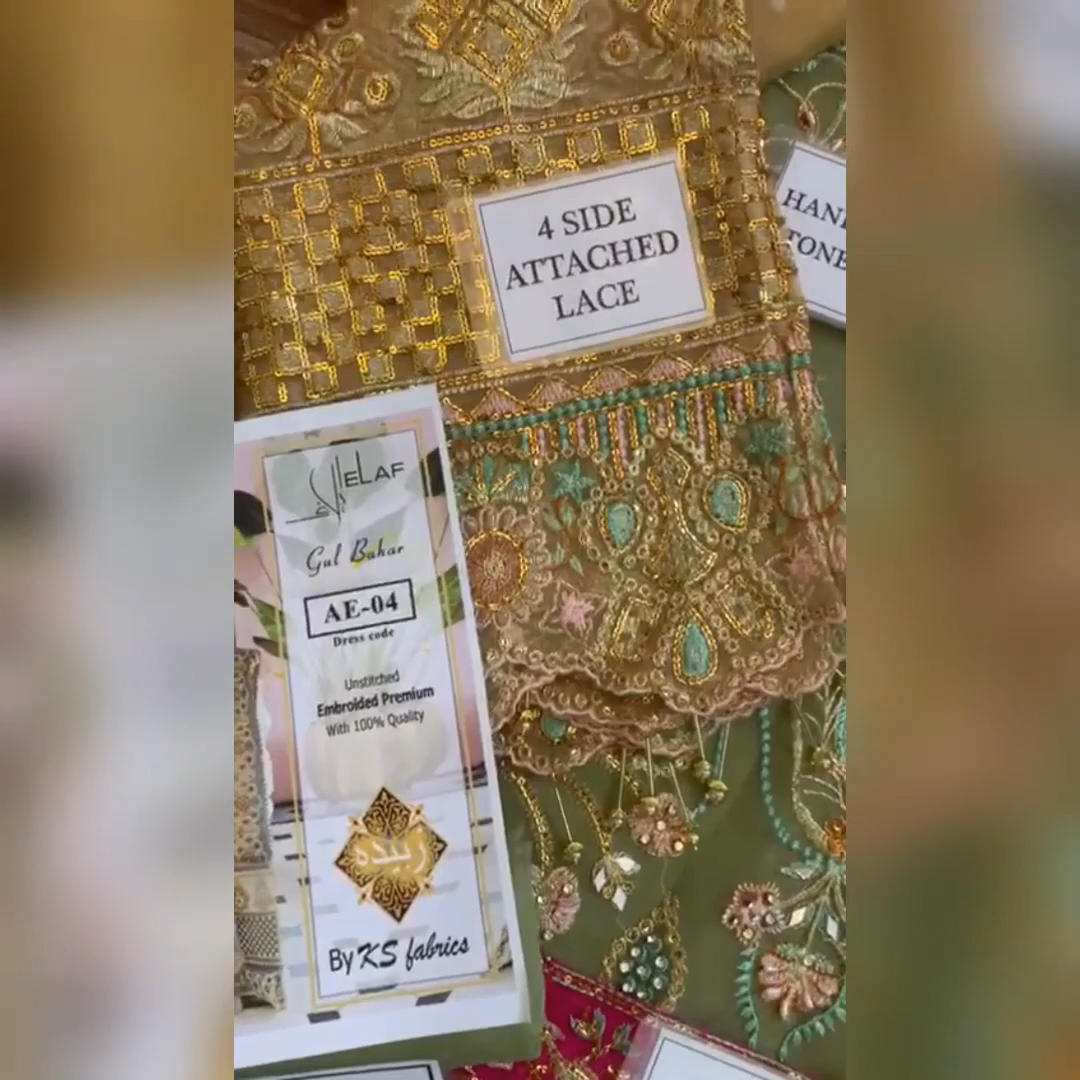 4 SIDE
ATTACHED
LACE
ELAF
Gul Bahar
AE-04
Dress code
Unstitched
Embroided Premium
With 100% Quality
زبیدہ
By KS fabrics